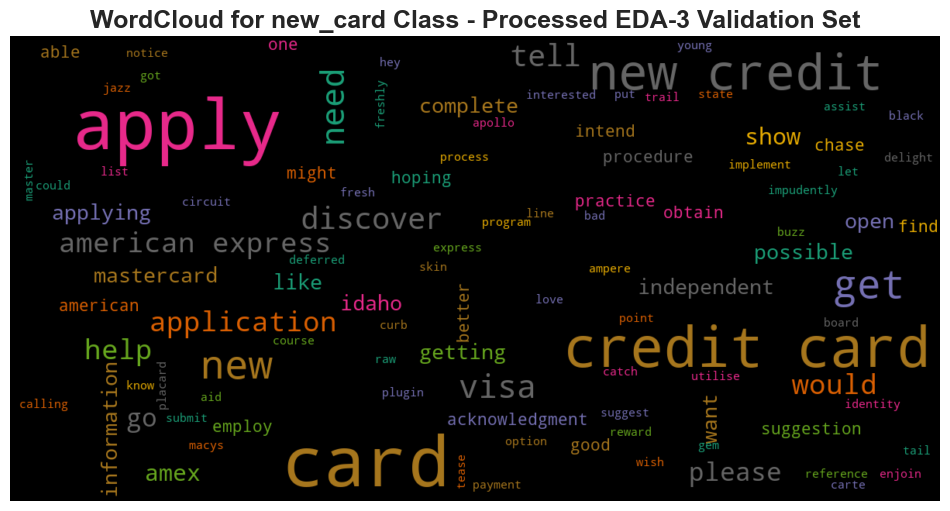 WordCloud for new_card Class - Processed EDA-3 Validation Set
able
notice
one
hey
tell
young
new credit
got
jazz
apply
need
freshly
complete
apollo
interested
put
trail
state
assist
black
intend
show
chase
procedure
delight
process
implement
let
list
master
could
might
hoping
fresh
impudently
applying
circuit
discover
program
line
practice
bad
obtain
open
find
buzz
american express
deferred
express
skin
possible
mastercard
like
ampere
independent
get
american
idaho
better
love
application
curb
point
board
help
new
course
raw
getting
credit card
catch
utilise
would
know
placard
aid
plugin
visa
calling
information
go
submit
employ
acknowledgment
suggest
want
identity
suggestion
macys
option
good
reward
gem
tail
amex
card
tease
payment
wish
please
reference
enjoin
carte